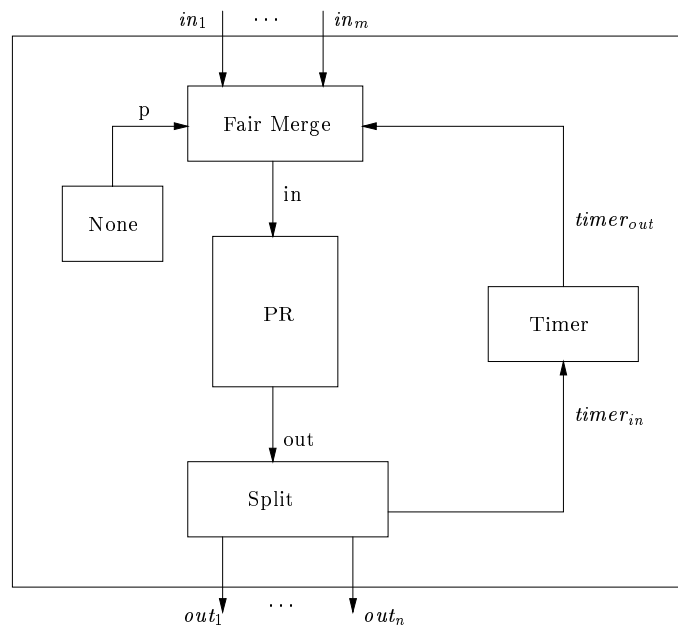 in1 ··· inm
p
Fair Merge
in
None
timerout
PR
Timer
out
timerin
Split
out1 ··· outn